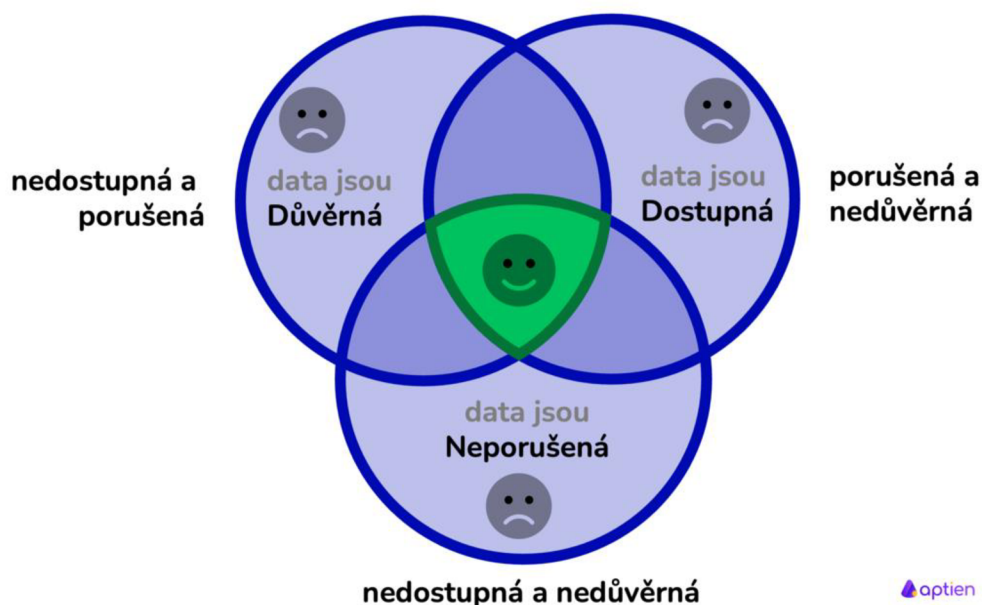 nedostupná a
porušená
data jsou
Důvěrná
data jsou
Dostupná
porušená a
nedůvěrná
data jsou
Neporušená
nedostupná a nedůvěrná
aptien